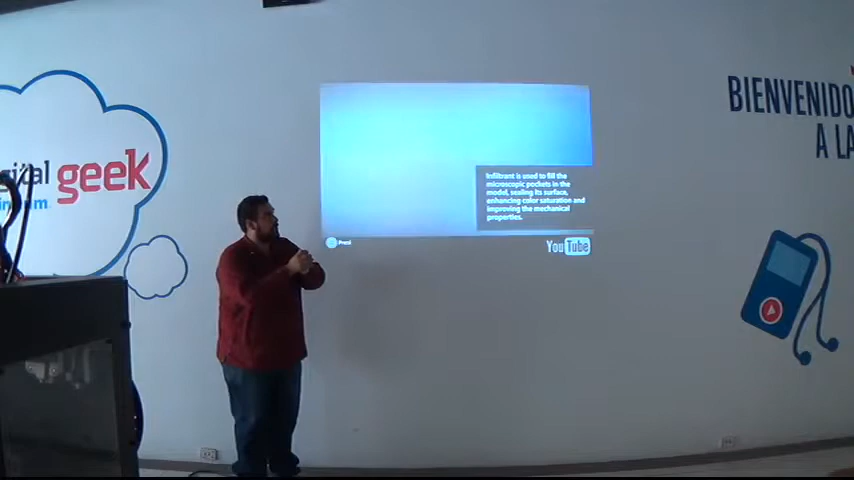 geek
BIENVENIDO
A LA
Infiltrant is used to fill the
microscopic pockets in the
model, sealing its surface,
enhancing color saturation and
improving the mechanical
properties.
Press
YouTube